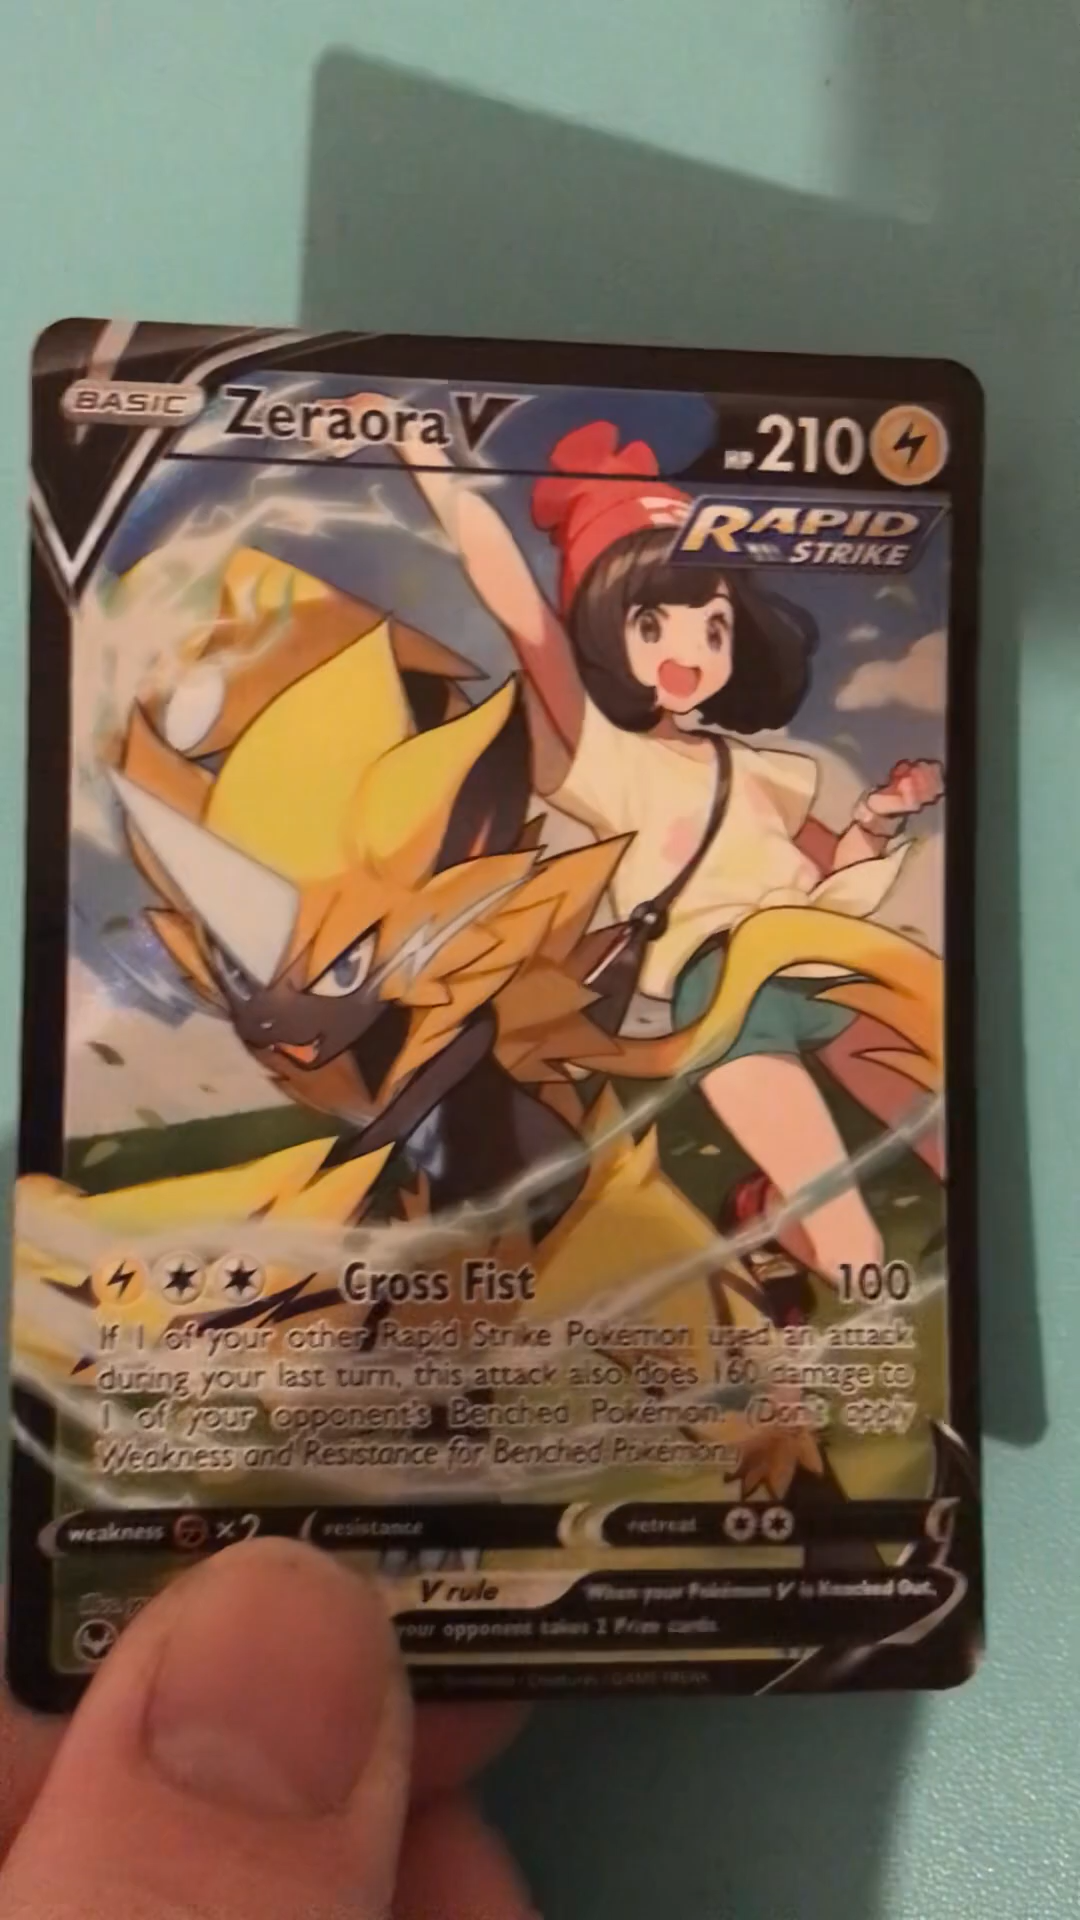 BASIC Zeraora V HP 210
RAPID
STRIKE
Cross Fist 100
If 1 of your other Rapid Strike Pokémon used an attack
during your last turn, this attack also does 160 damage to
1 of your opponent's Benched Pokémon. (Don't apply
Weakness and Resistance for Benched Pokémon.)
weakness ×2 resistance retreat
V rule When your Pokémon V is Knocked Out,
your opponent takes 2 Prize cards.
Nintendo / Creatures / GAME FREAK